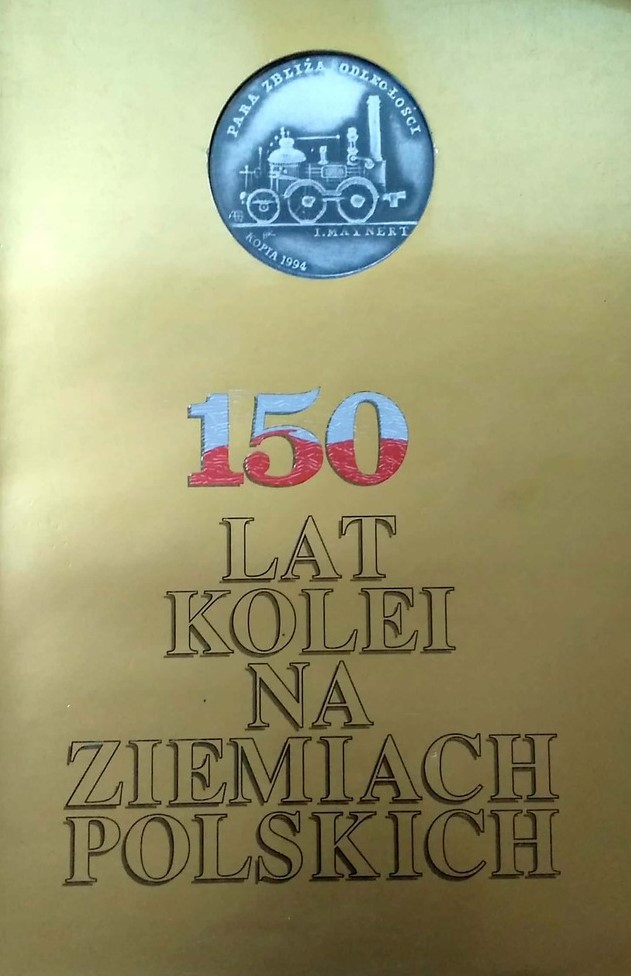 PARA ZBLIŻA ODLEGŁOŚCI
I. MAYNERT
KOPIA 1994
150
LAT
KOLEI
NA
ZIEMIACH
POLSKICH